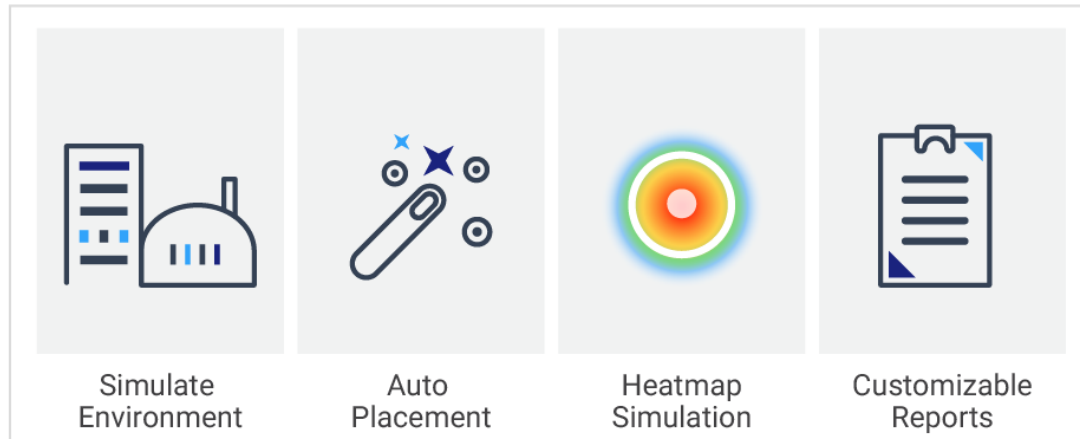 Simulate
Environment
Auto
Placement
Heatmap
Simulation
Customizable
Reports